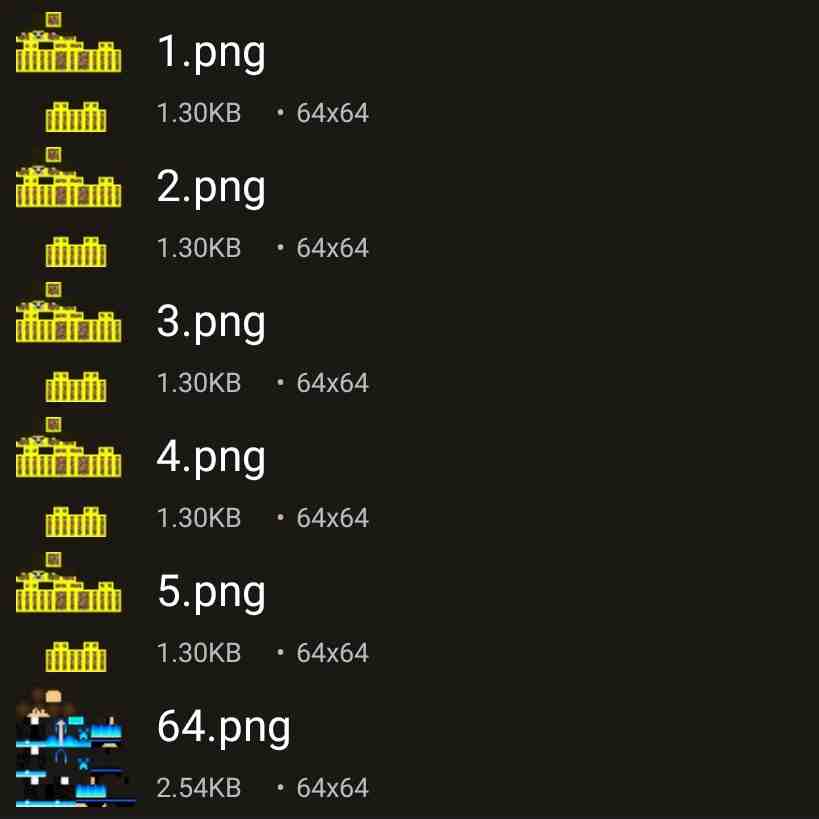 1.png
1.30KB • 64x64
2.png
1.30KB • 64x64
3.png
1.30KB • 64x64
4.png
1.30KB • 64x64
5.png
1.30KB • 64x64
64.png
2.54KB • 64x64